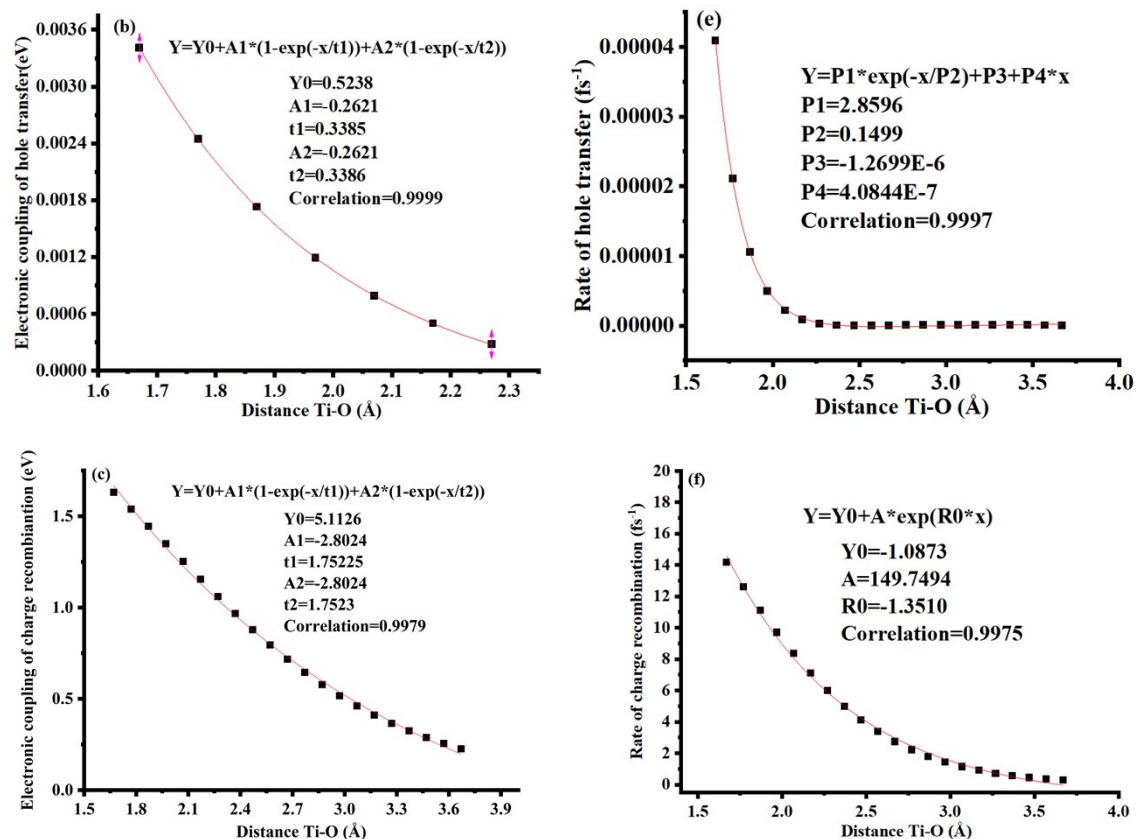 (b)
Y=Y0+A1*(1-exp(-x/t1))+A2*(1-exp(-x/t2))
Y0=0.5238
A1=-0.2621
t1=0.3385
A2=-0.2621
t2=0.3386
Correlation=0.9999
Electronic coupling of hole transfer(eV)
0.0036
0.0030
0.0024
0.0018
0.0012
0.0006
0.0000
1.6 1.7 1.8 1.9 2.0 2.1 2.2 2.3
Distance Ti-O (Å)
(e)
Y=P1*exp(-x/P2)+P3+P4*x
P1=2.8596
P2=0.1499
P3=-1.2699E-6
P4=4.0844E-7
Correlation=0.9997
Rate of hole transfer (fs⁻¹)
0.00004
0.00003
0.00002
0.00001
0.00000
1.5 2.0 2.5 3.0 3.5 4.0
Distance Ti-O (Å)
(c)
Y=Y0+A1*(1-exp(-x/t1))+A2*(1-exp(-x/t2))
Y0=5.1126
A1=-2.8024
t1=1.75225
A2=-2.8024
t2=1.7523
Correlation=0.9979
Electronic coupling of charge recombiantion (eV)
1.5
1.0
0.5
0.0
1.5 1.8 2.1 2.4 2.7 3.0 3.3 3.6 3.9
Distance Ti-O (Å)
(f)
Y=Y0+A*exp(R0*x)
Y0=-1.0873
A=149.7494
R0=-1.3510
Correlation=0.9975
Rate of charge recombination (fs⁻¹)
20
18
16
14
12
10
8
6
4
2
0
1.5 2.0 2.5 3.0 3.5 4.0
Distance Ti-O (Å)